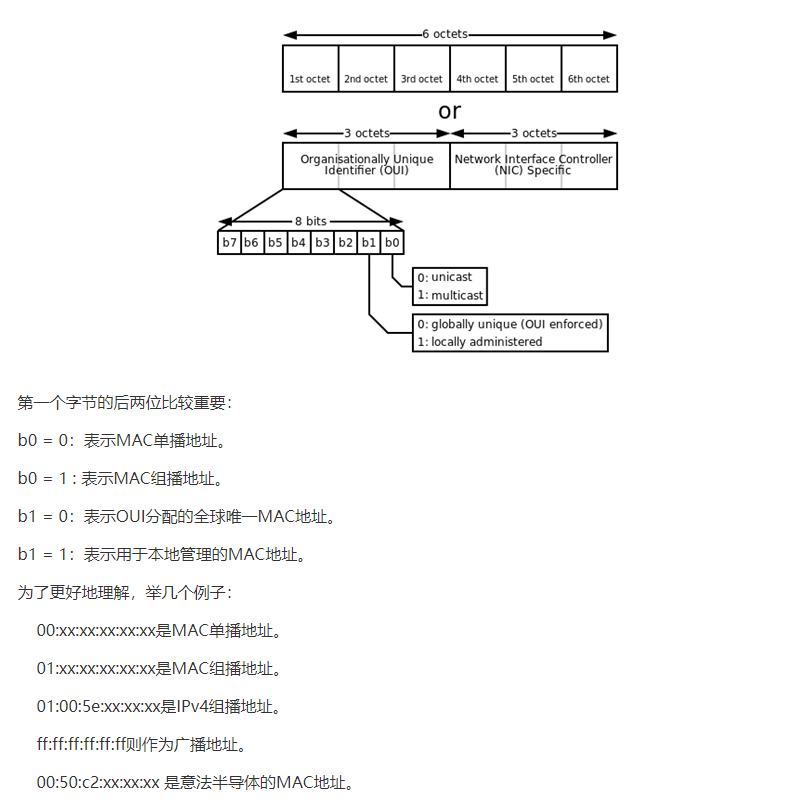 6 octets
1st octet 2nd octet 3rd octet 4th octet 5th octet 6th octet
or
3 octets 3 octets
Organisationally Unique Network Interface Controller
Identifier (OUI) (NIC) Specific
8 bits
b7 b6 b5 b4 b3 b2 b1 b0
0: unicast
1: multicast
0: globally unique (OUI enforced)
1: locally administered
第一个字节的后两位比较重要：
b0 = 0：表示MAC单播地址。
b0 = 1 : 表示MAC组播地址。
b1 = 0：表示OUI分配的全球唯一MAC地址。
b1 = 1：表示用于本地管理的MAC地址。
为了更好地理解，举几个例子：
00:xx:xx:xx:xx:xx是MAC单播地址。
01:xx:xx:xx:xx:xx是MAC组播地址。
01:00:5e:xx:xx:xx是IPv4组播地址。
ff:ff:ff:ff:ff:ff则作为广播地址。
00:50:c2:xx:xx:xx 是意法半导体的MAC地址。